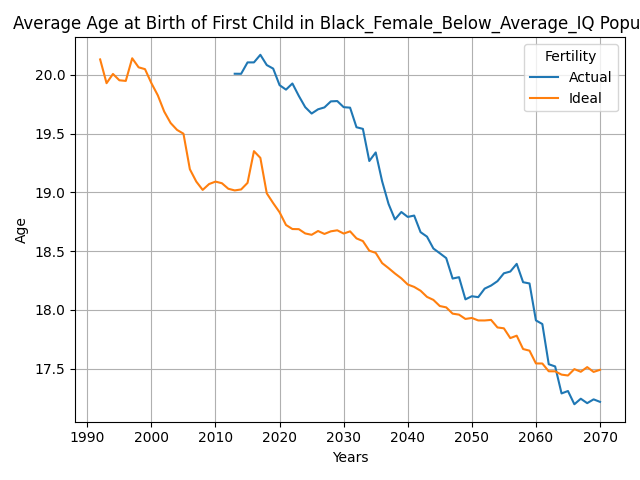 Average Age at Birth of First Child in Black_Female_Below_Average_IQ Popu
Fertility
Actual
Ideal
20.0
19.5
19.0
18.5
18.0
17.5
Age
1990 2000 2010 2020 2030 2040 2050 2060 2070
Years